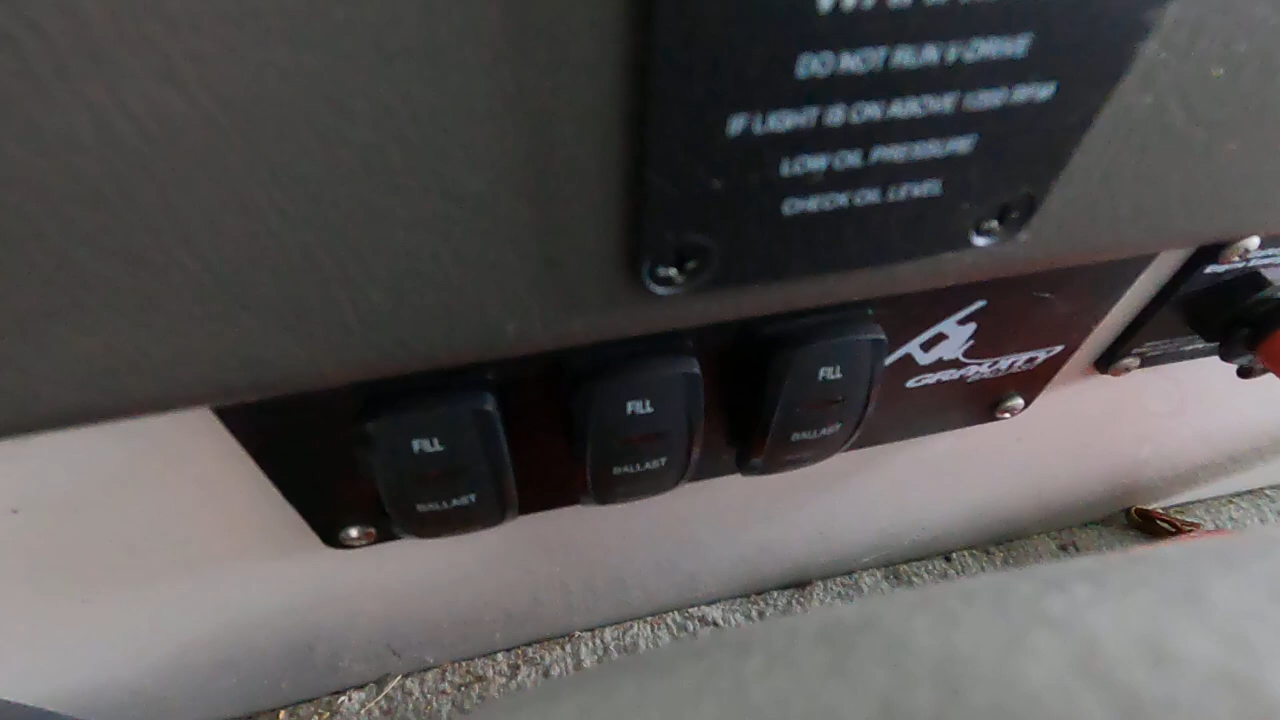 DO NOT RUN V-DRIVE
IF LIGHT IS ON ABOVE 1200 RPM
LOW OIL PRESSURE
CHECK OIL LEVEL
FILL
BALLAST
FILL
BALLAST
FILL
BALLAST
GRAVITY